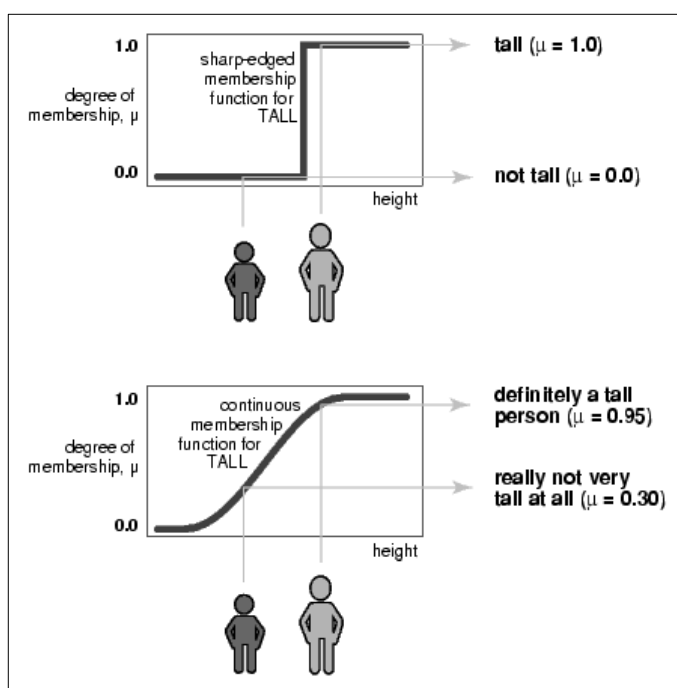 1.0
sharp-edged
membership
function for
TALL
degree of
membership, μ
0.0
height
tall (μ = 1.0)
not tall (μ = 0.0)
1.0
continuous
membership
function for
TALL
degree of
membership, μ
0.0
height
definitely a tall
person (μ = 0.95)
really not very
tall at all (μ = 0.30)